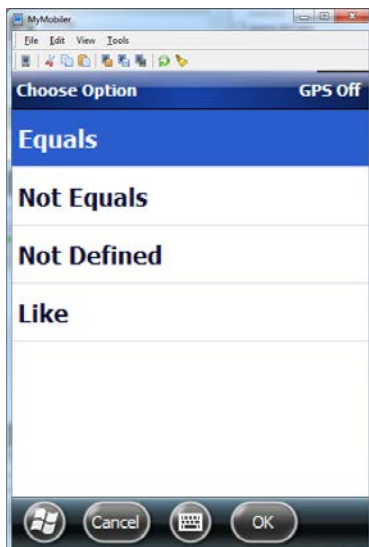 MyMobiler
File Edit View Tools
Choose Option GPS Off
Equals
Not Equals
Not Defined
Like
Cancel OK